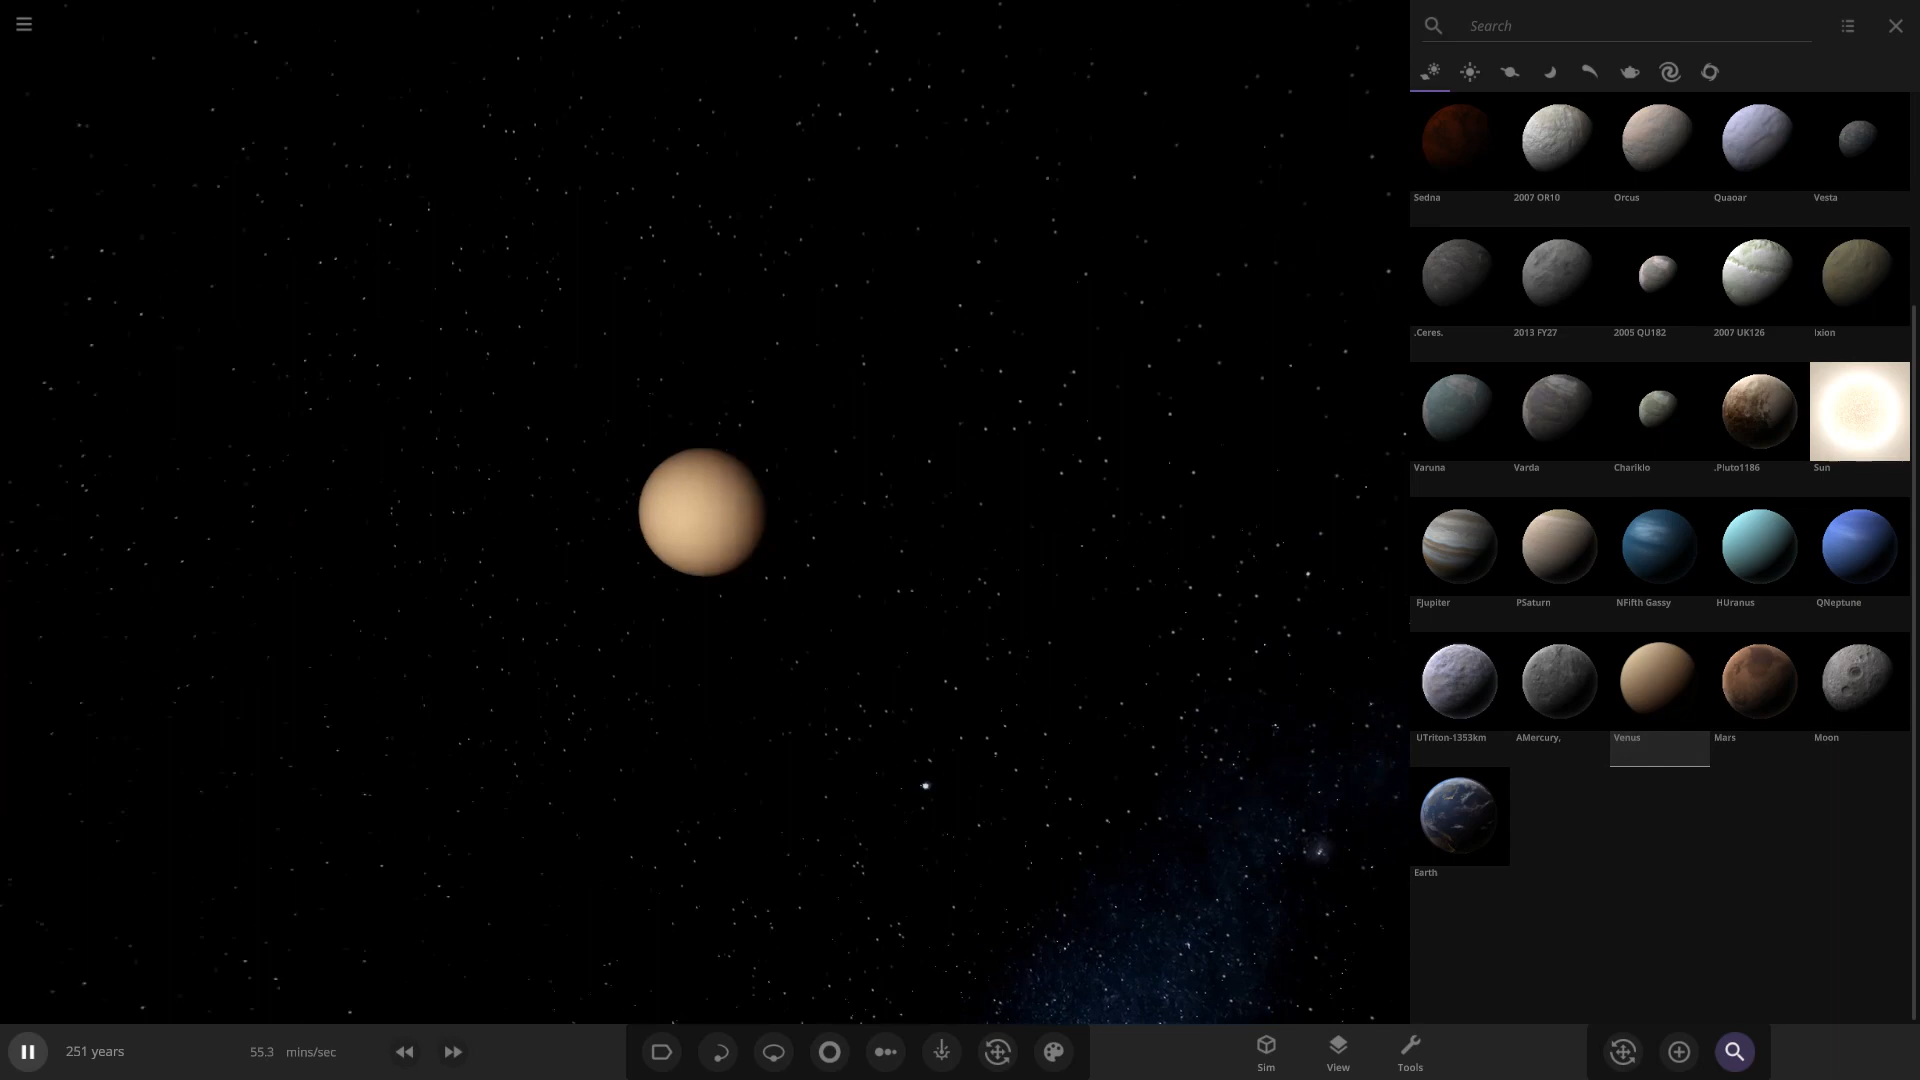 Search
Sedna
2007 OR10
Orcus
Quaoar
Vesta
.Ceres.
2013 FY27
2005 QU182
2007 UK126
Ixion
Varuna
Varda
Chariklo
.Pluto1186
Sun
FJupiter
PSaturn
NFifth Gassy
HUranus
QNeptune
UTriton-1353km
AMercury,
Venus
Mars
Moon
Earth
251 years
55.3 mins/sec
Sim
View
Tools